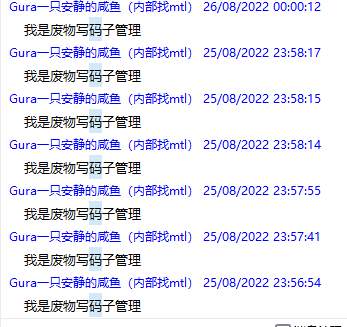 Gura一只安静的咸鱼（内部找mtl） 26/08/2022 00:00:12
我是废物写码子管理
Gura一只安静的咸鱼（内部找mtl） 25/08/2022 23:58:17
我是废物写码子管理
Gura一只安静的咸鱼（内部找mtl） 25/08/2022 23:58:15
我是废物写码子管理
Gura一只安静的咸鱼（内部找mtl） 25/08/2022 23:58:14
我是废物写码子管理
Gura一只安静的咸鱼（内部找mtl） 25/08/2022 23:57:55
我是废物写码子管理
Gura一只安静的咸鱼（内部找mtl） 25/08/2022 23:57:41
我是废物写码子管理
Gura一只安静的咸鱼（内部找mtl） 25/08/2022 23:56:54
我是废物写码子管理